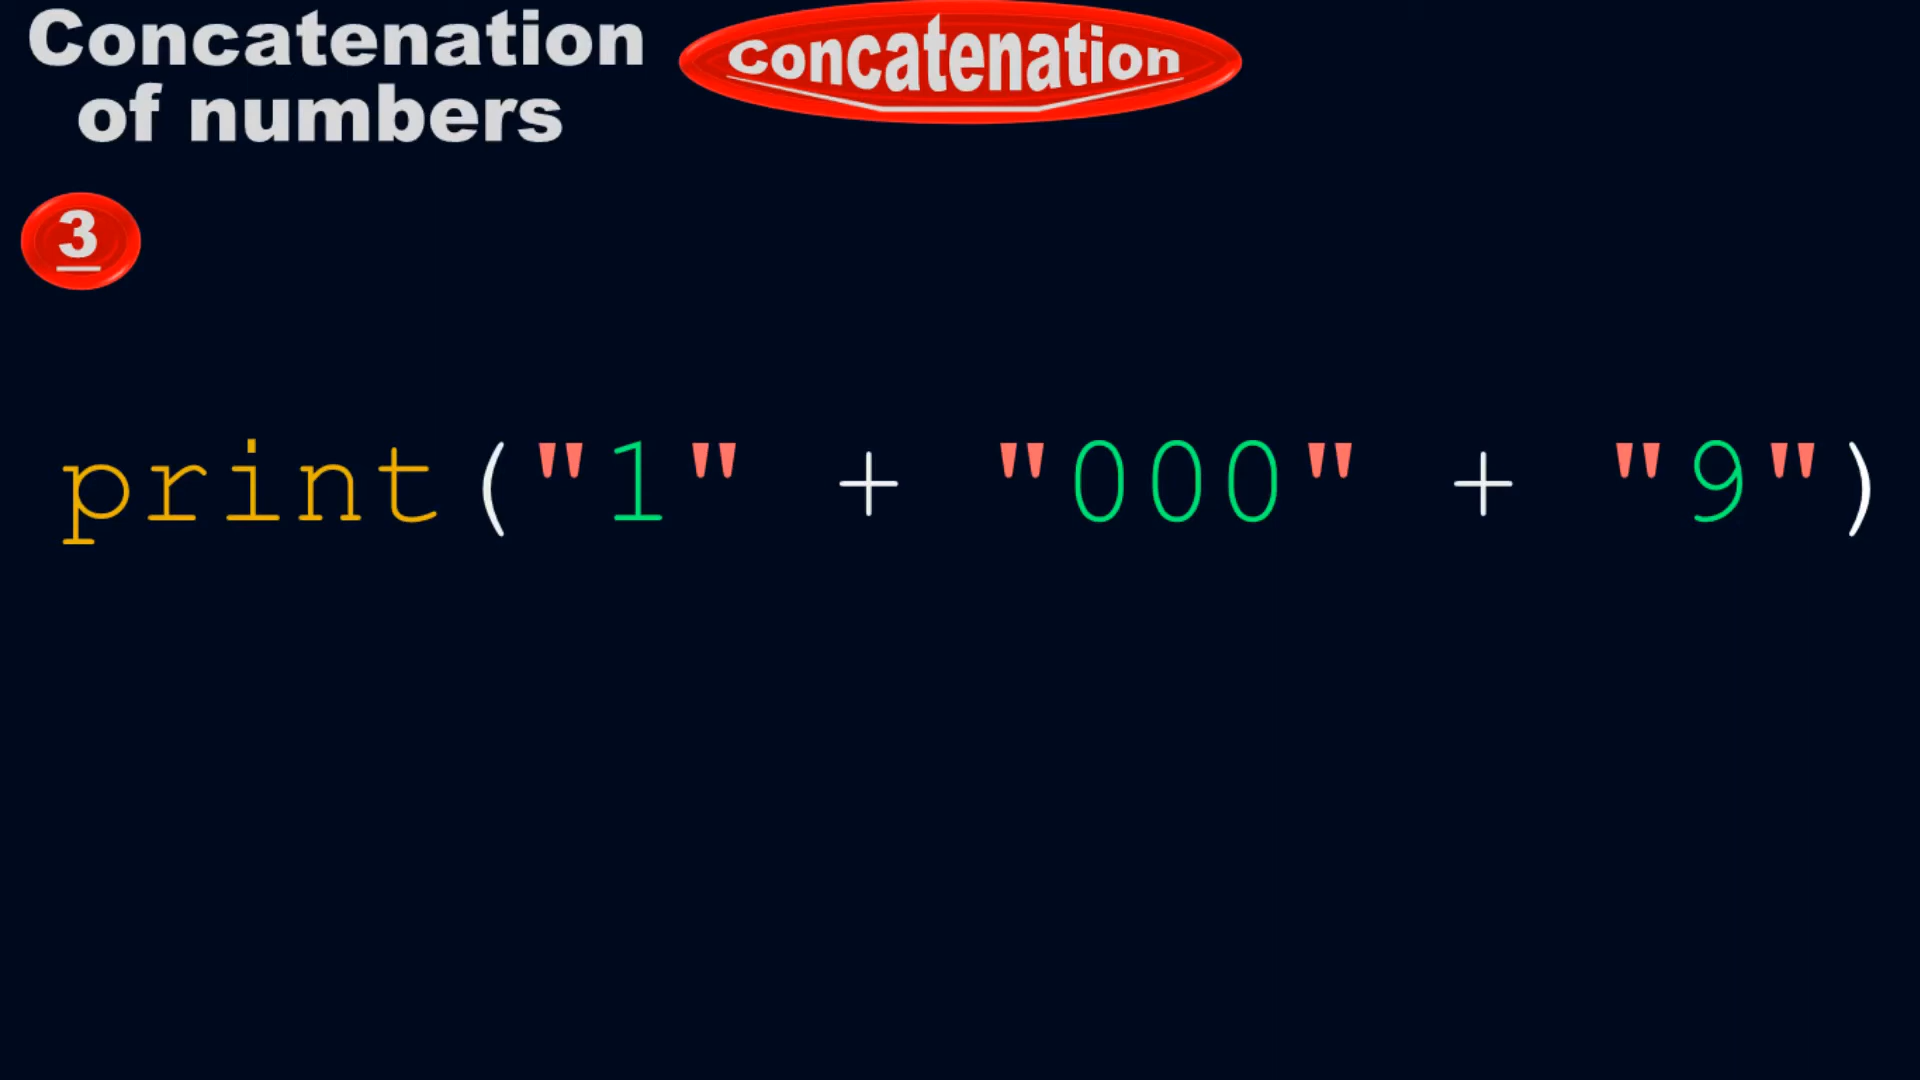 Concatenation
of numbers
Concatenation
3
print("1" + "000" + "9")